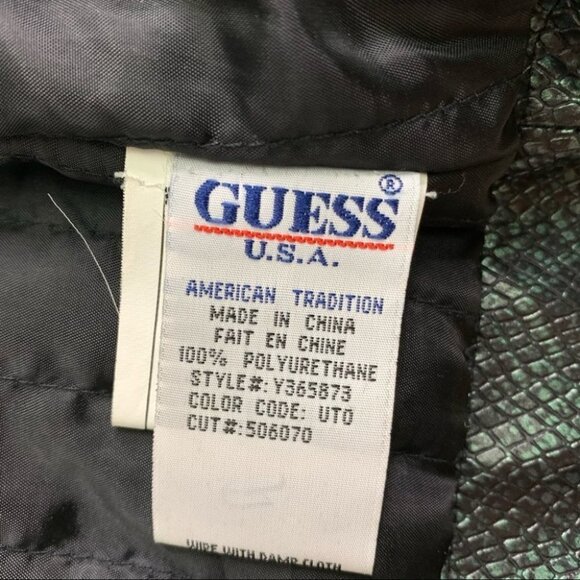 GUESS®
U.S.A.
AMERICAN TRADITION
MADE IN CHINA
FAIT EN CHINE
100% POLYURETHANE
STYLE#:Y365873
COLOR CODE: UTO
CUT#:506070
WIRE WITH DAMP CLOTH